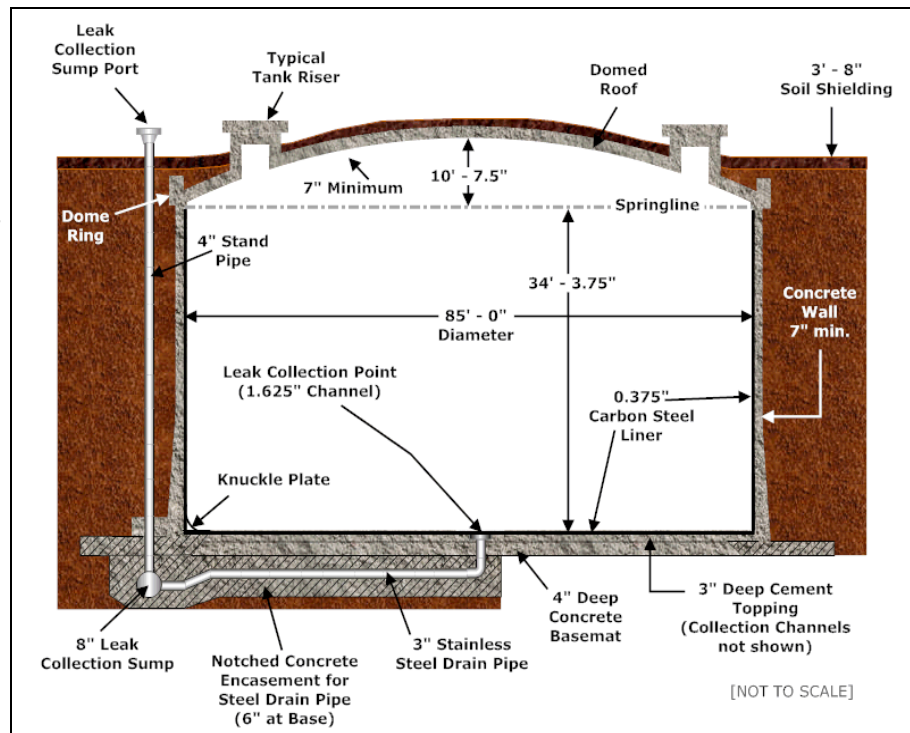 Leak
Collection
Sump Port
Typical
Tank Riser
Domed
Roof
3' - 8"
Soil Shielding
7" Minimum
10' - 7.5"
Springline
Dome
Ring
4" Stand
Pipe
34' - 3.75"
85' - 0"
Diameter
Concrete
Wall
7" min.
Leak Collection Point
(1.625" Channel)
0.375"
Carbon Steel
Liner
Knuckle Plate
8" Leak
Collection Sump
Notched Concrete
Encasement for
Steel Drain Pipe
(6" at Base)
3" Stainless
Steel Drain Pipe
4" Deep
Concrete
Basemat
3" Deep Cement
Topping
(Collection Channels
not shown)
[NOT TO SCALE]